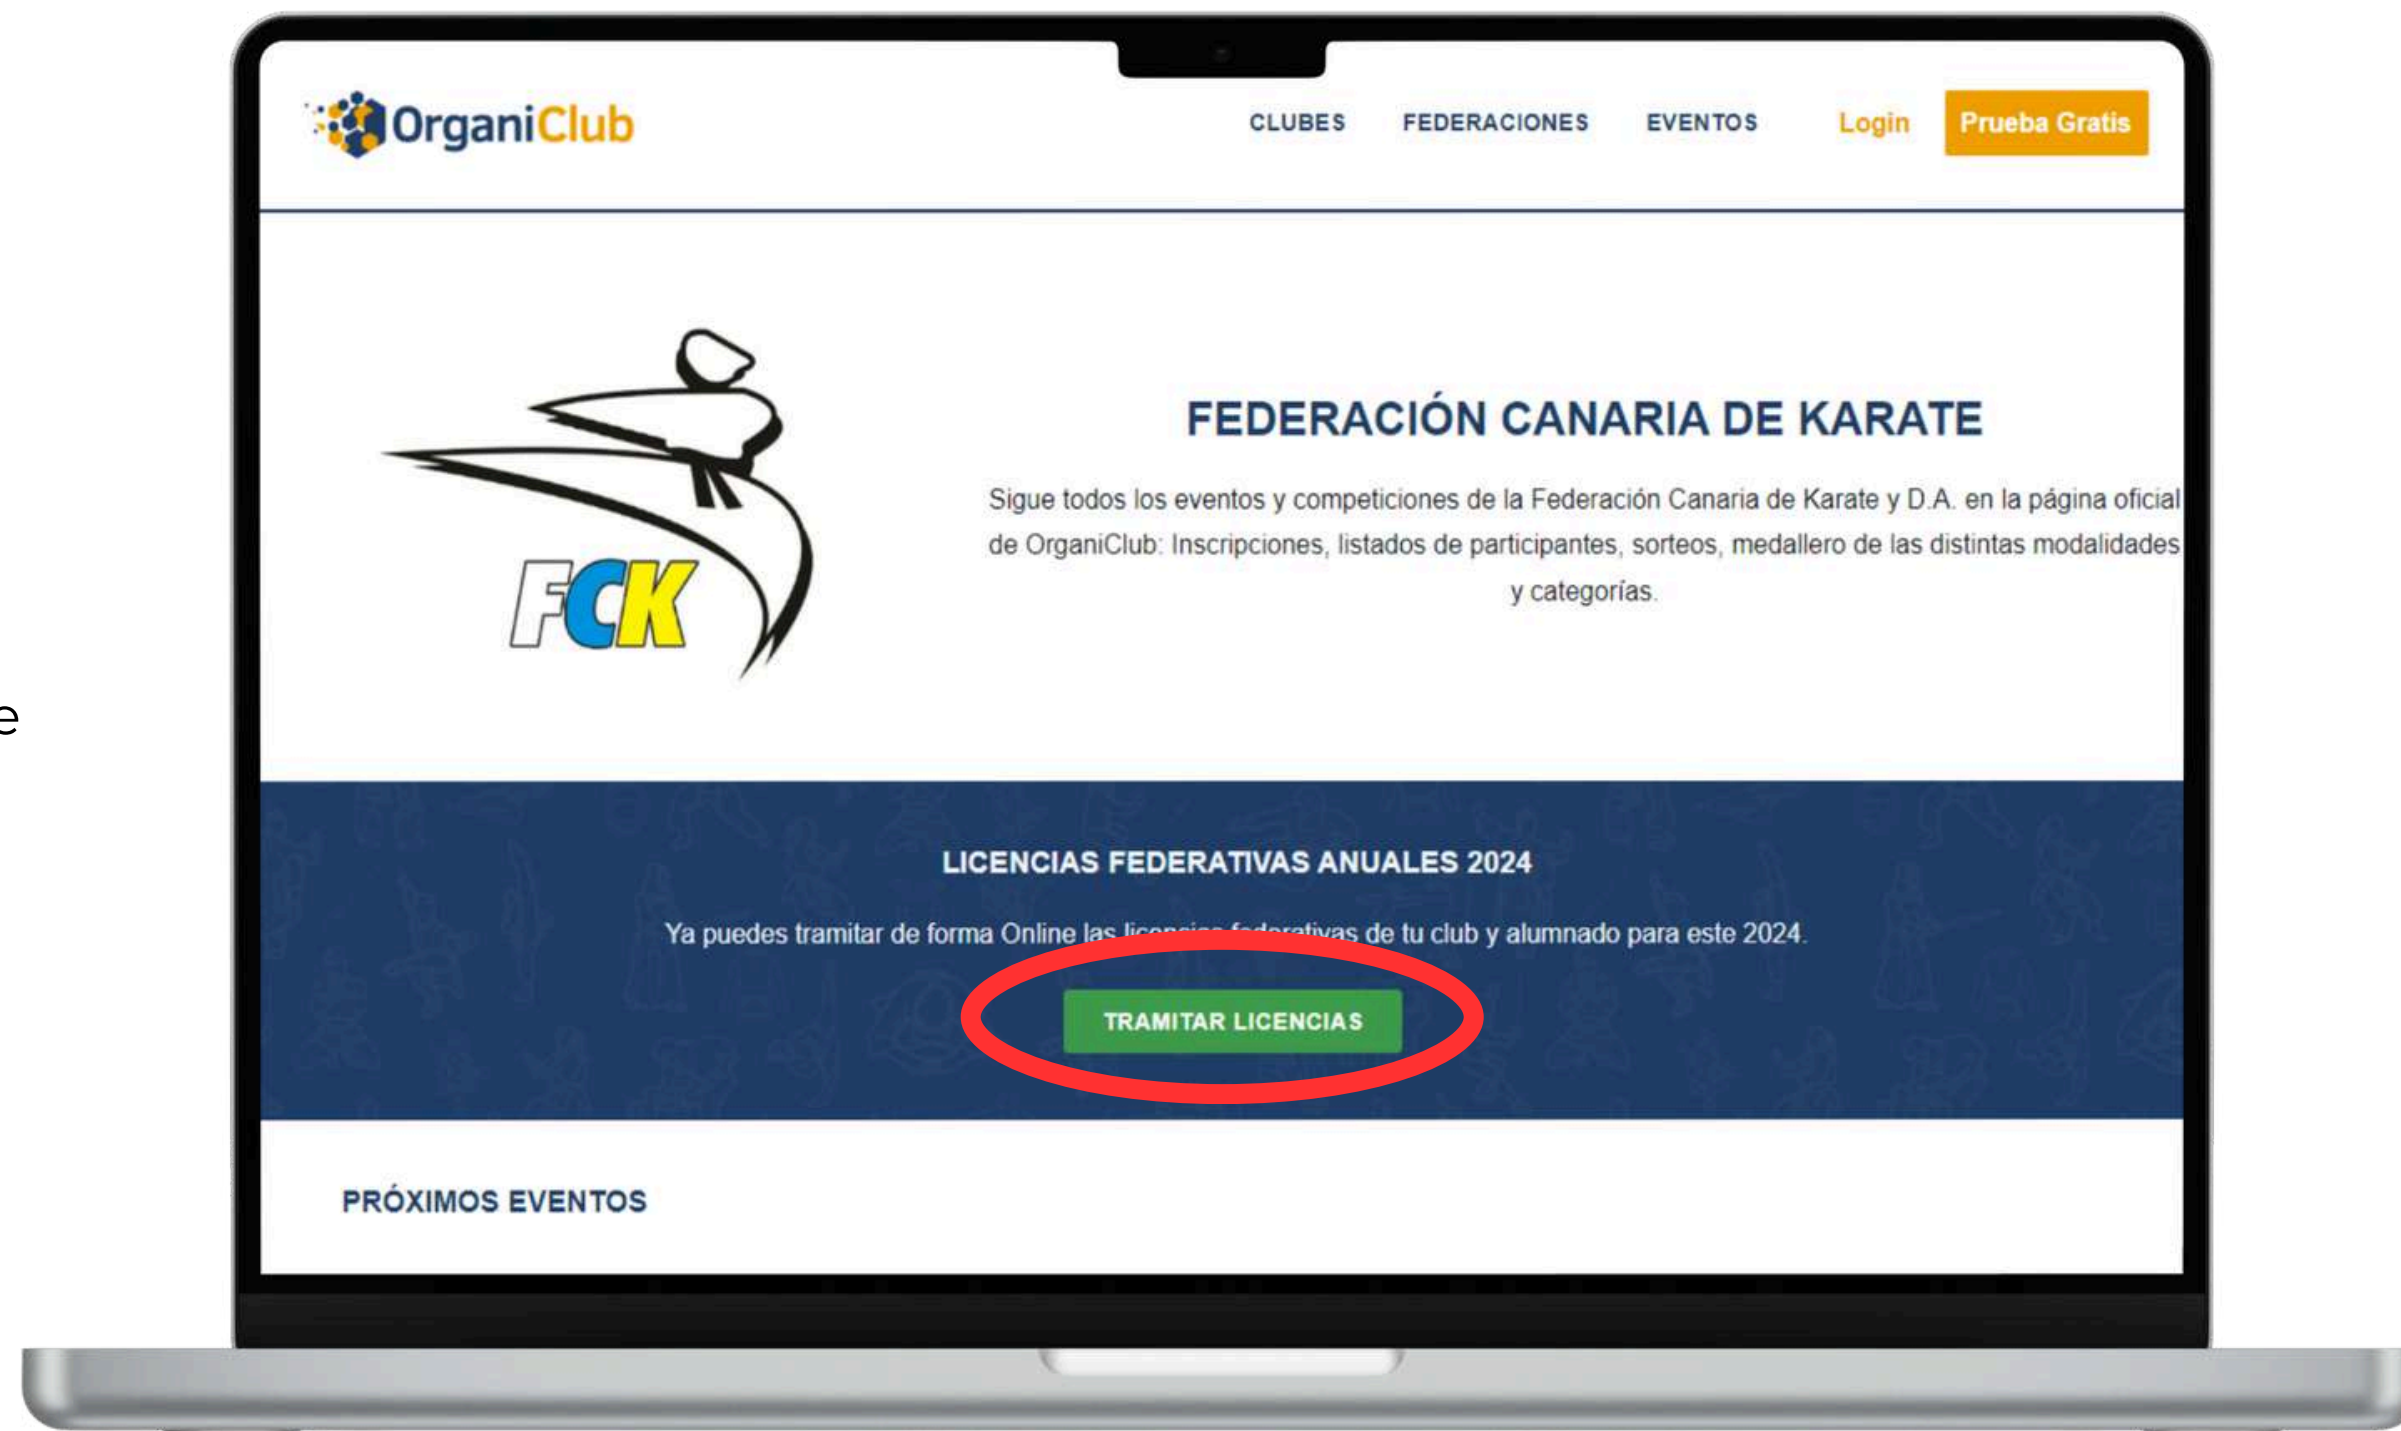 OrganiClub
CLUBES FEDERACIONES EVENTOS Login Prueba Gratis
FEDERACIÓN CANARIA DE KARATE
Sigue todos los eventos y competiciones de la Federación Canaria de Karate y D.A. en la página oficial
de OrganiClub: Inscripciones, listados de participantes, sorteos, medallero de las distintas modalidades
y categorías.
FCK
e
LICENCIAS FEDERATIVAS ANUALES 2024
Ya puedes tramitar de forma Online las licencias federativas de tu club y alumnado para este 2024.
TRAMITAR LICENCIAS
PRÓXIMOS EVENTOS